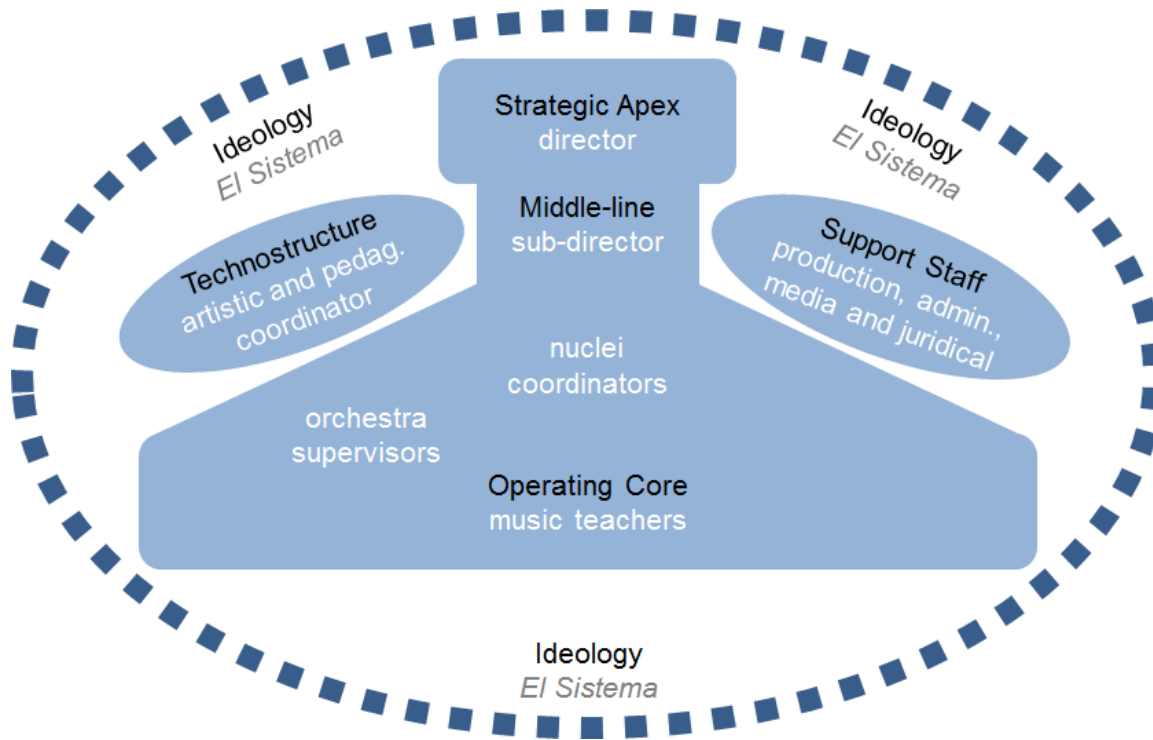 Strategic Apex
director
Ideology
El Sistema
Ideology
El Sistema
Middle-line
sub-director
Technostructure
artistic and pedag.
coordinator
Support Staff
production, admin.,
media and juridical
nuclei
coordinators
orchestra
supervisors
Operating Core
music teachers
Ideology
El Sistema